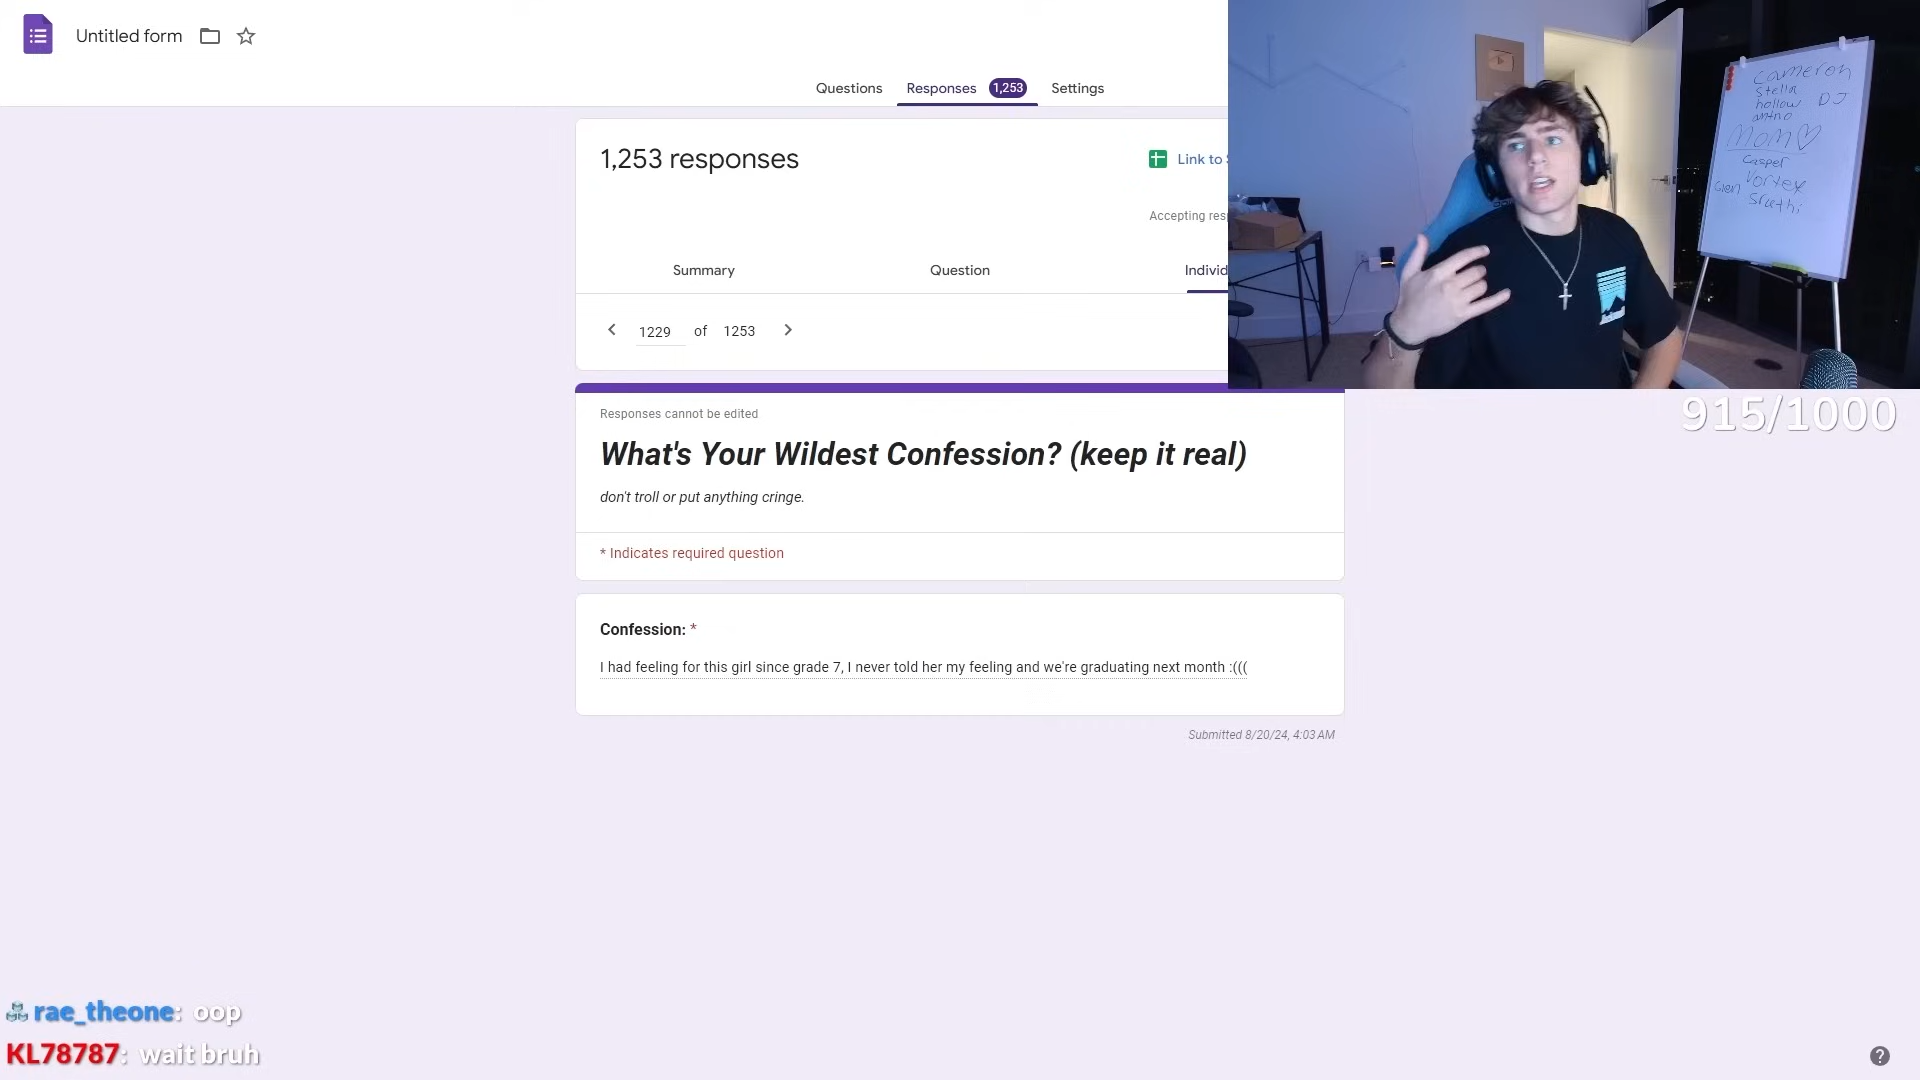 Untitled form
Questions
Responses 1,253
Settings
1,253 responses
Link to
Accepting resp
Summary
Question
Individ
1229 of 1253
Responses cannot be edited
What's Your Wildest Confession? (keep it real)
don't troll or put anything cringe.
* Indicates required question
Confession: *
I had feeling for this girl since grade 7, I never told her my feeling and we're graduating next month :(((
Submitted 8/20/24, 4:03 AM
cameron
Stella
hollow DJ
MOM♡
Casper
Vortex
Sruthi
915/1000
rae_theone: oop
KL78787: wait bruh